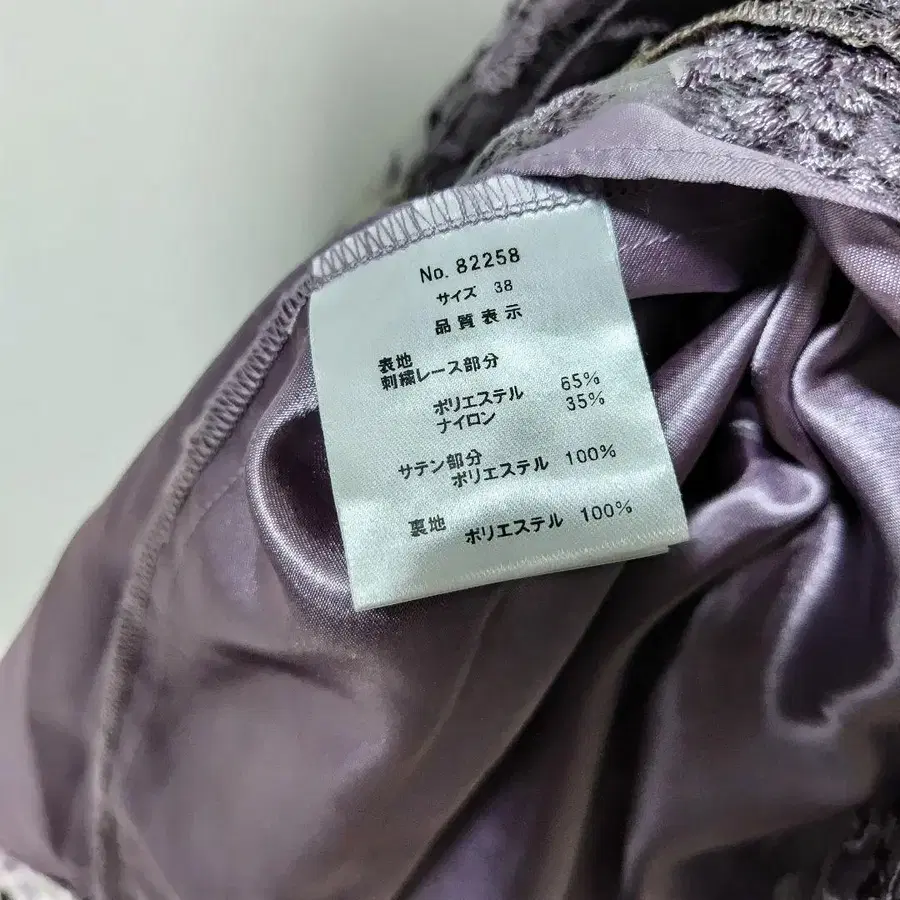 No. 82258
サイズ 38
品質表示
表地
刺繍レース部分
ポリエステル 65%
ナイロン 35%
サテン部分
ポリエステル 100%
裏地 ポリエステル 100%